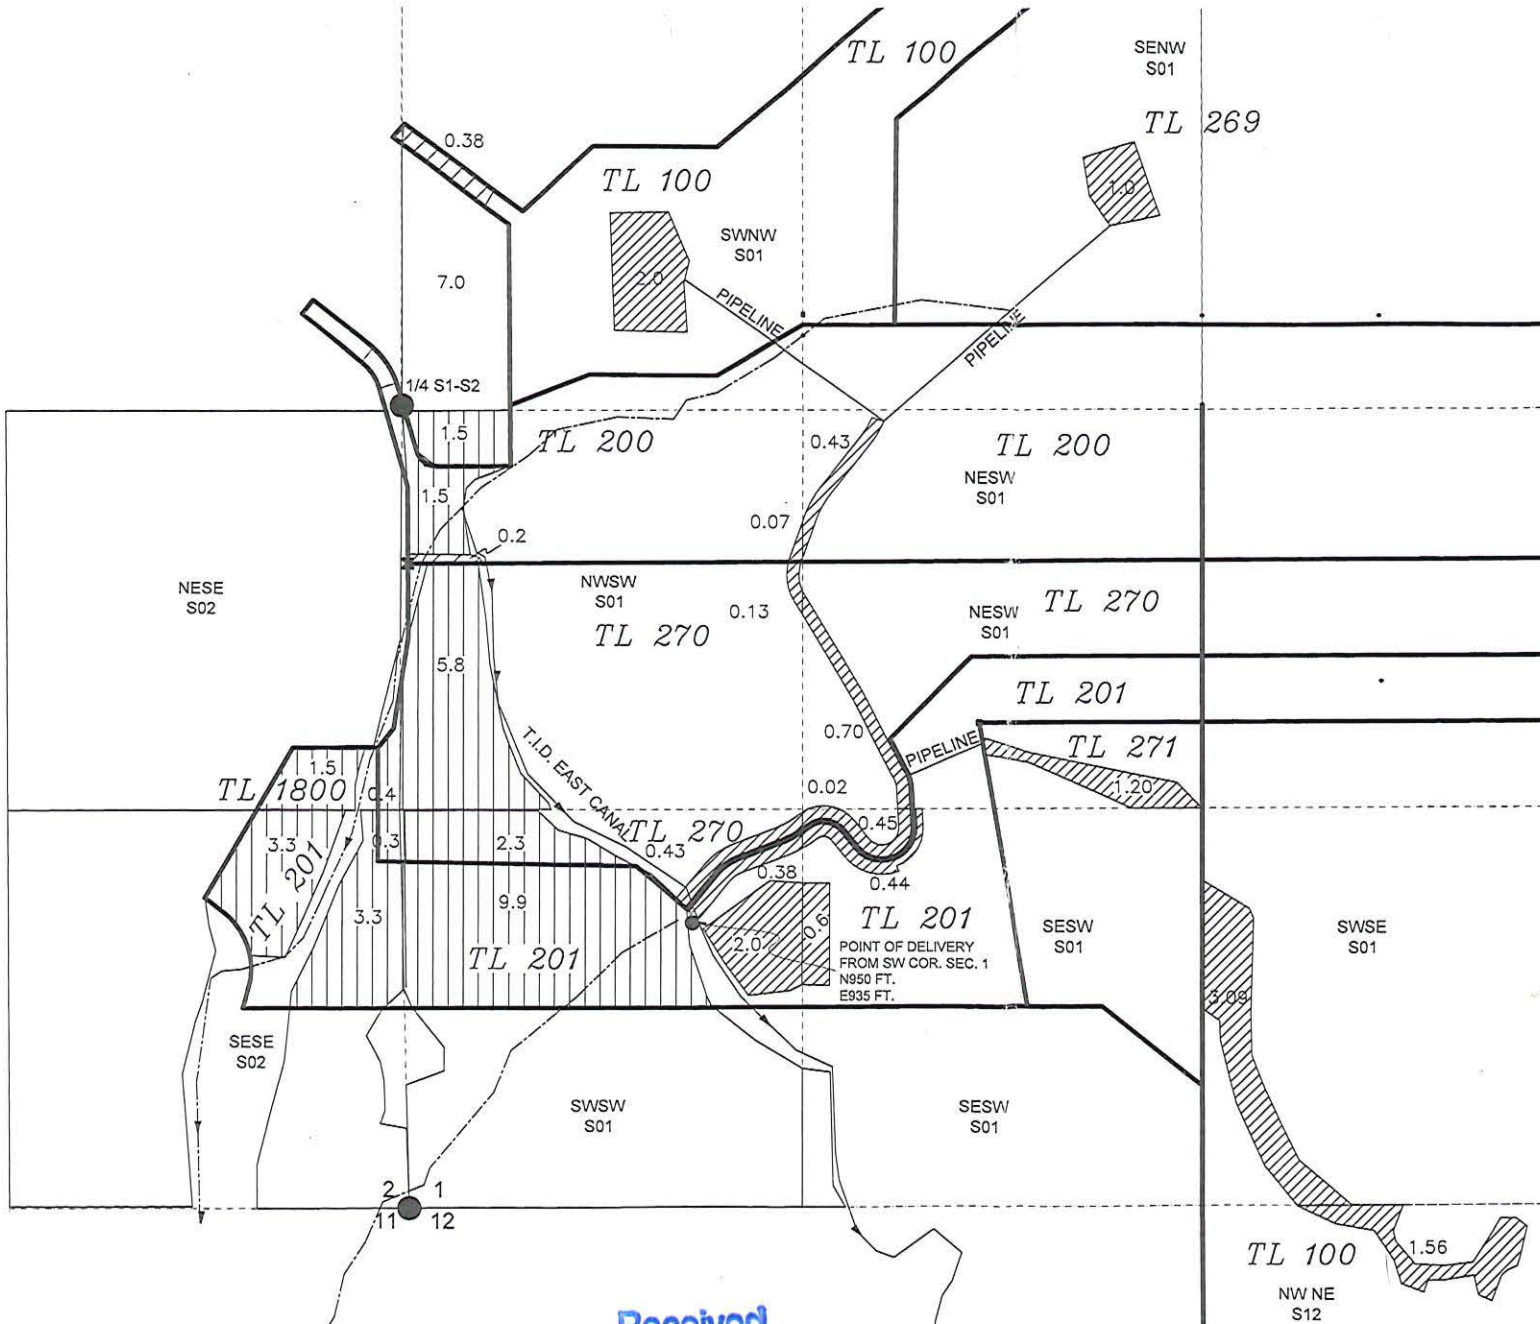 TL 100
SENW
S01
TL 269
0.38
TL 100
1.0
SWNW
S01
7.0
2.0
PIPELINE
PIPELINE
1/4 S1-S2
1.5
TL 200
0.43
TL 200
NESW
S01
1.5
0.07
0.2
NESE
S02
NWSW
S01
0.13
TL 270
NESW
S01
TL 270
5.8
TL 201
T.I.D. EAST CANAL
0.70
PIPELINE
TL 271
1.5
TL 1800
0.4
0.02
1.20
3.3
0.3
2.3
TL 270
0.45
0.43
0.38
0.44
TL 201
3.3
9.9
0.6
TL 201
2.0
TL 201
POINT OF DELIVERY
FROM SW COR. SEC. 1
N950 FT.
E935 FT.
SESW
S01
SWSE
S01
3.09
SESE
S02
SWSW
S01
SESW
S01
2 1
11 12
TL 100
1.56
NW NE
S12
Received